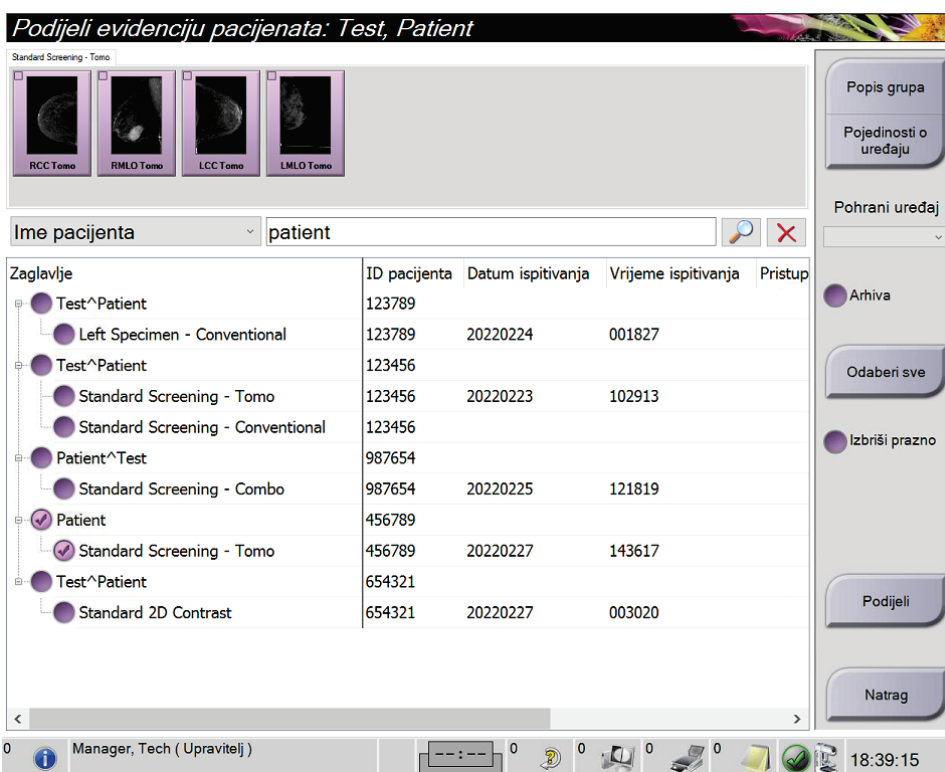 Podijeli evidenciju pacijenata: Test, Patient
Standard Screening - Tomo
RCC Tomo RMLO Tomo LCC Tomo LMLO Tomo
Popis grupa
Pojedinosti o
uređaju
Pohrani uređaj
Ime pacijenta patient
Zaglavlje ID pacijenta Datum ispitivanja Vrijeme ispitivanja Pristup
Test^Patient 123789
Arhiva
Left Specimen - Conventional 123789 20220224 001827
Test^Patient 123456
Odaberi sve
Standard Screening - Tomo 123456 20220223 102913
Standard Screening - Conventional 123456
Izbriši prazno
Patient^Test 987654
Standard Screening - Combo 987654 20220225 121819
Patient 456789
Standard Screening - Tomo 456789 20220227 143617
Test^Patient 654321
Podijeli
Standard 2D Contrast 654321 20220227 003020
Natrag
0 Manager, Tech ( Upravitelj ) --:-- 0 0 0 0 18:39:15